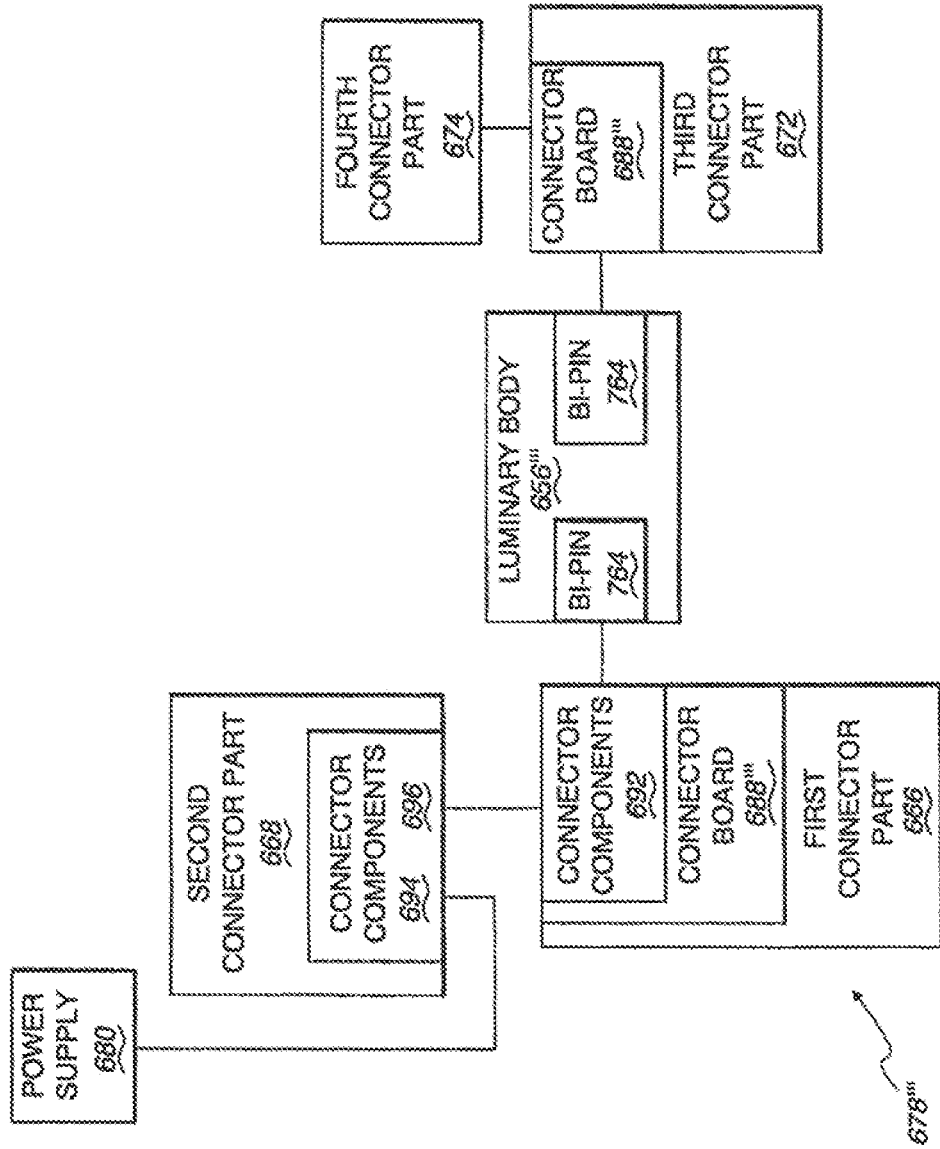 POWER
SUPPLY
680
SECOND
CONNECTOR PART
668
CONNECTOR
COMPONENTS
694 696
CONNECTOR
COMPONENTS
692
CONNECTOR
BOARD
688'''
FIRST
CONNECTOR
PART
666
LUMINARY BODY
656'''
BI-PIN
764
BI-PIN
764
FOURTH
CONNECTOR
PART
674
CONNECTOR
BOARD
688'''
THIRD
CONNECTOR
PART
672
678'''